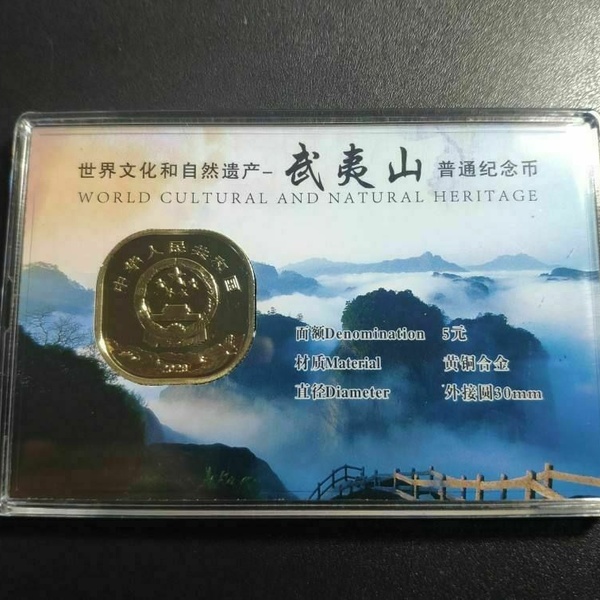 世界文化和自然遗产- 武夷山 普通纪念币
WORLD CULTURAL AND NATURAL HERITAGE
中华人民共和国
面额Denomination 5元
材质Material 黄铜合金
直径Diameter 外接圆30mm